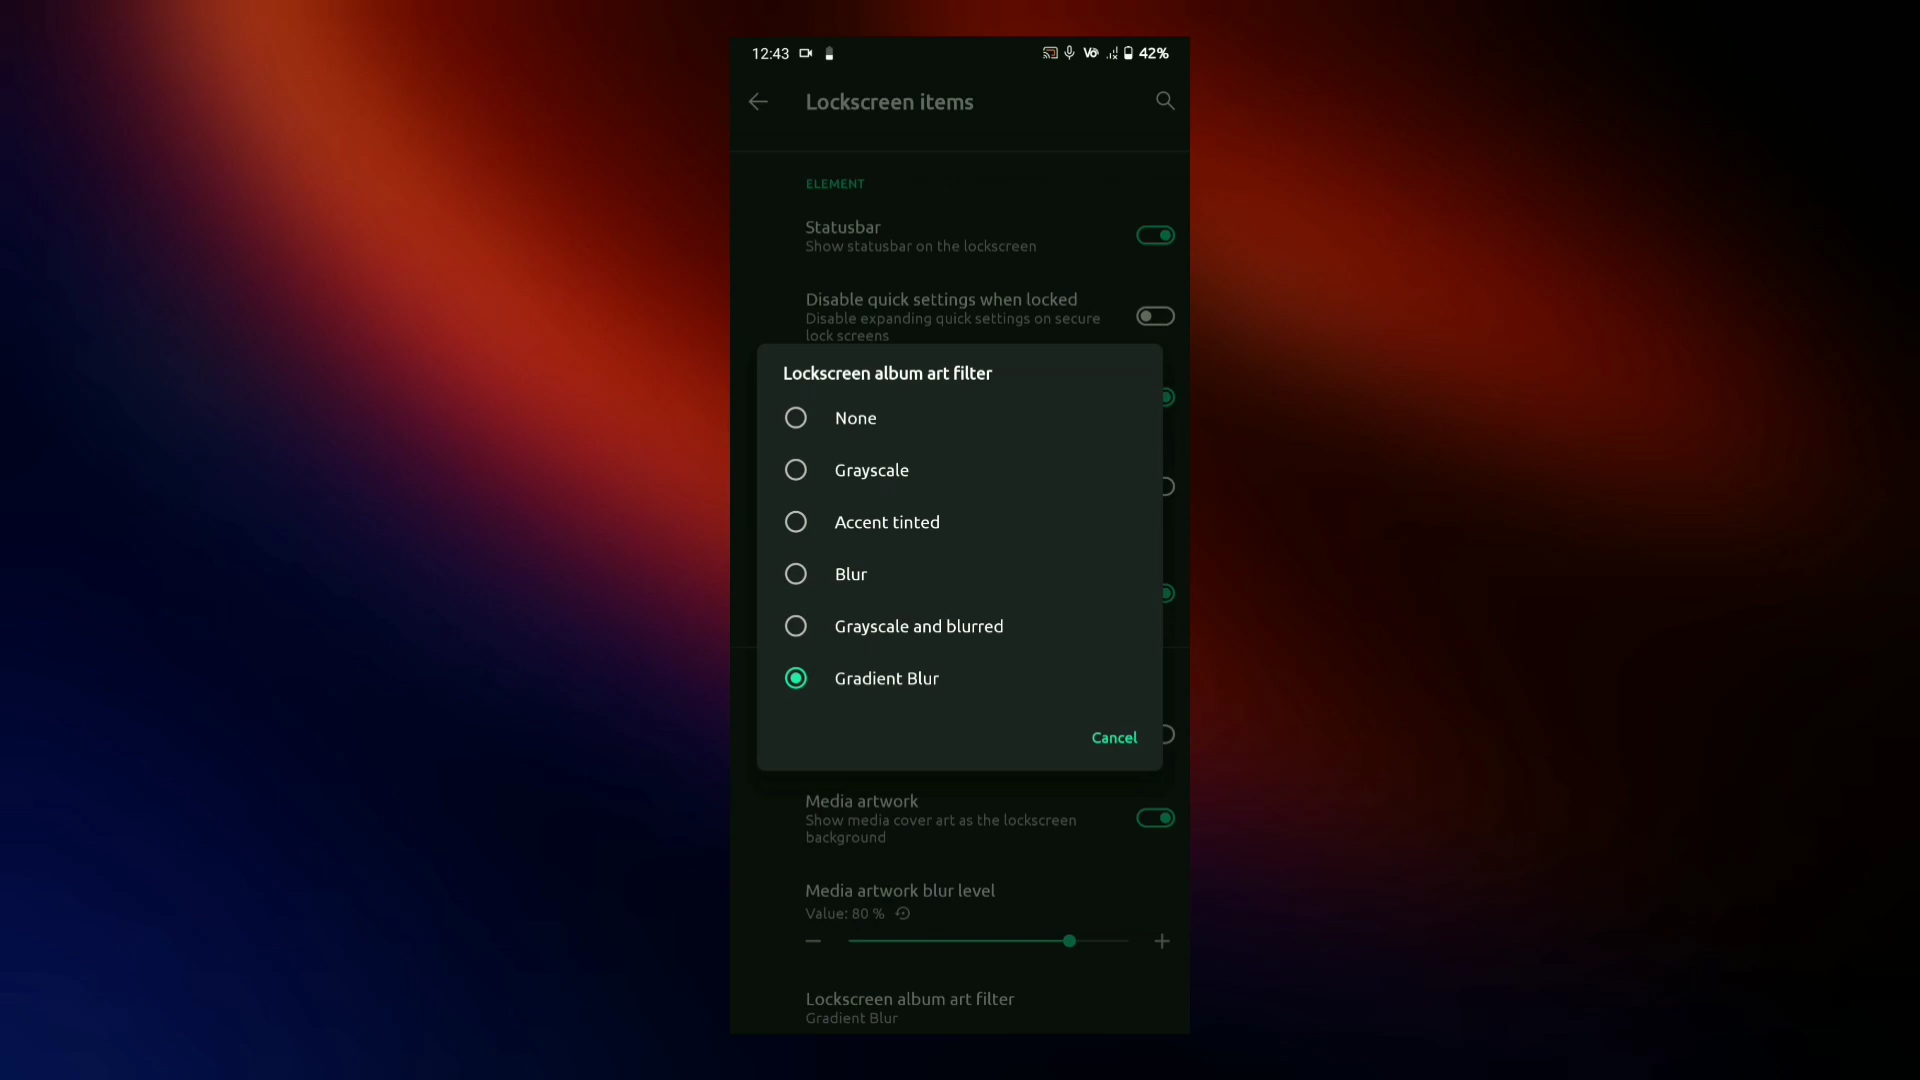 12:43 42%
Lockscreen items
ELEMENT
Statusbar
Show statusbar on the lockscreen
Disable quick settings when locked
Disable expanding quick settings on secure
lock screens
Lockscreen album art filter
None
Grayscale
Accent tinted
Blur
Grayscale and blurred
Gradient Blur
Cancel
Media artwork
Show media cover art as the lockscreen
background
Media artwork blur level
Value: 80 %
Lockscreen album art filter
Gradient Blur